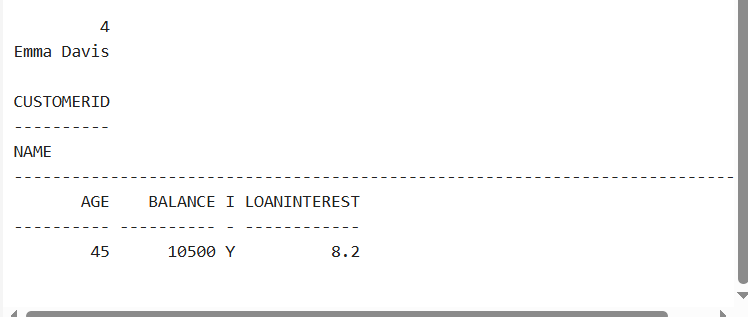 4
Emma Davis
CUSTOMERID
----------
NAME
---------------------------------------------------------------------------
AGE    BALANCE I LOANINTEREST
---------- ---------- - ------------
45      10500 Y          8.2